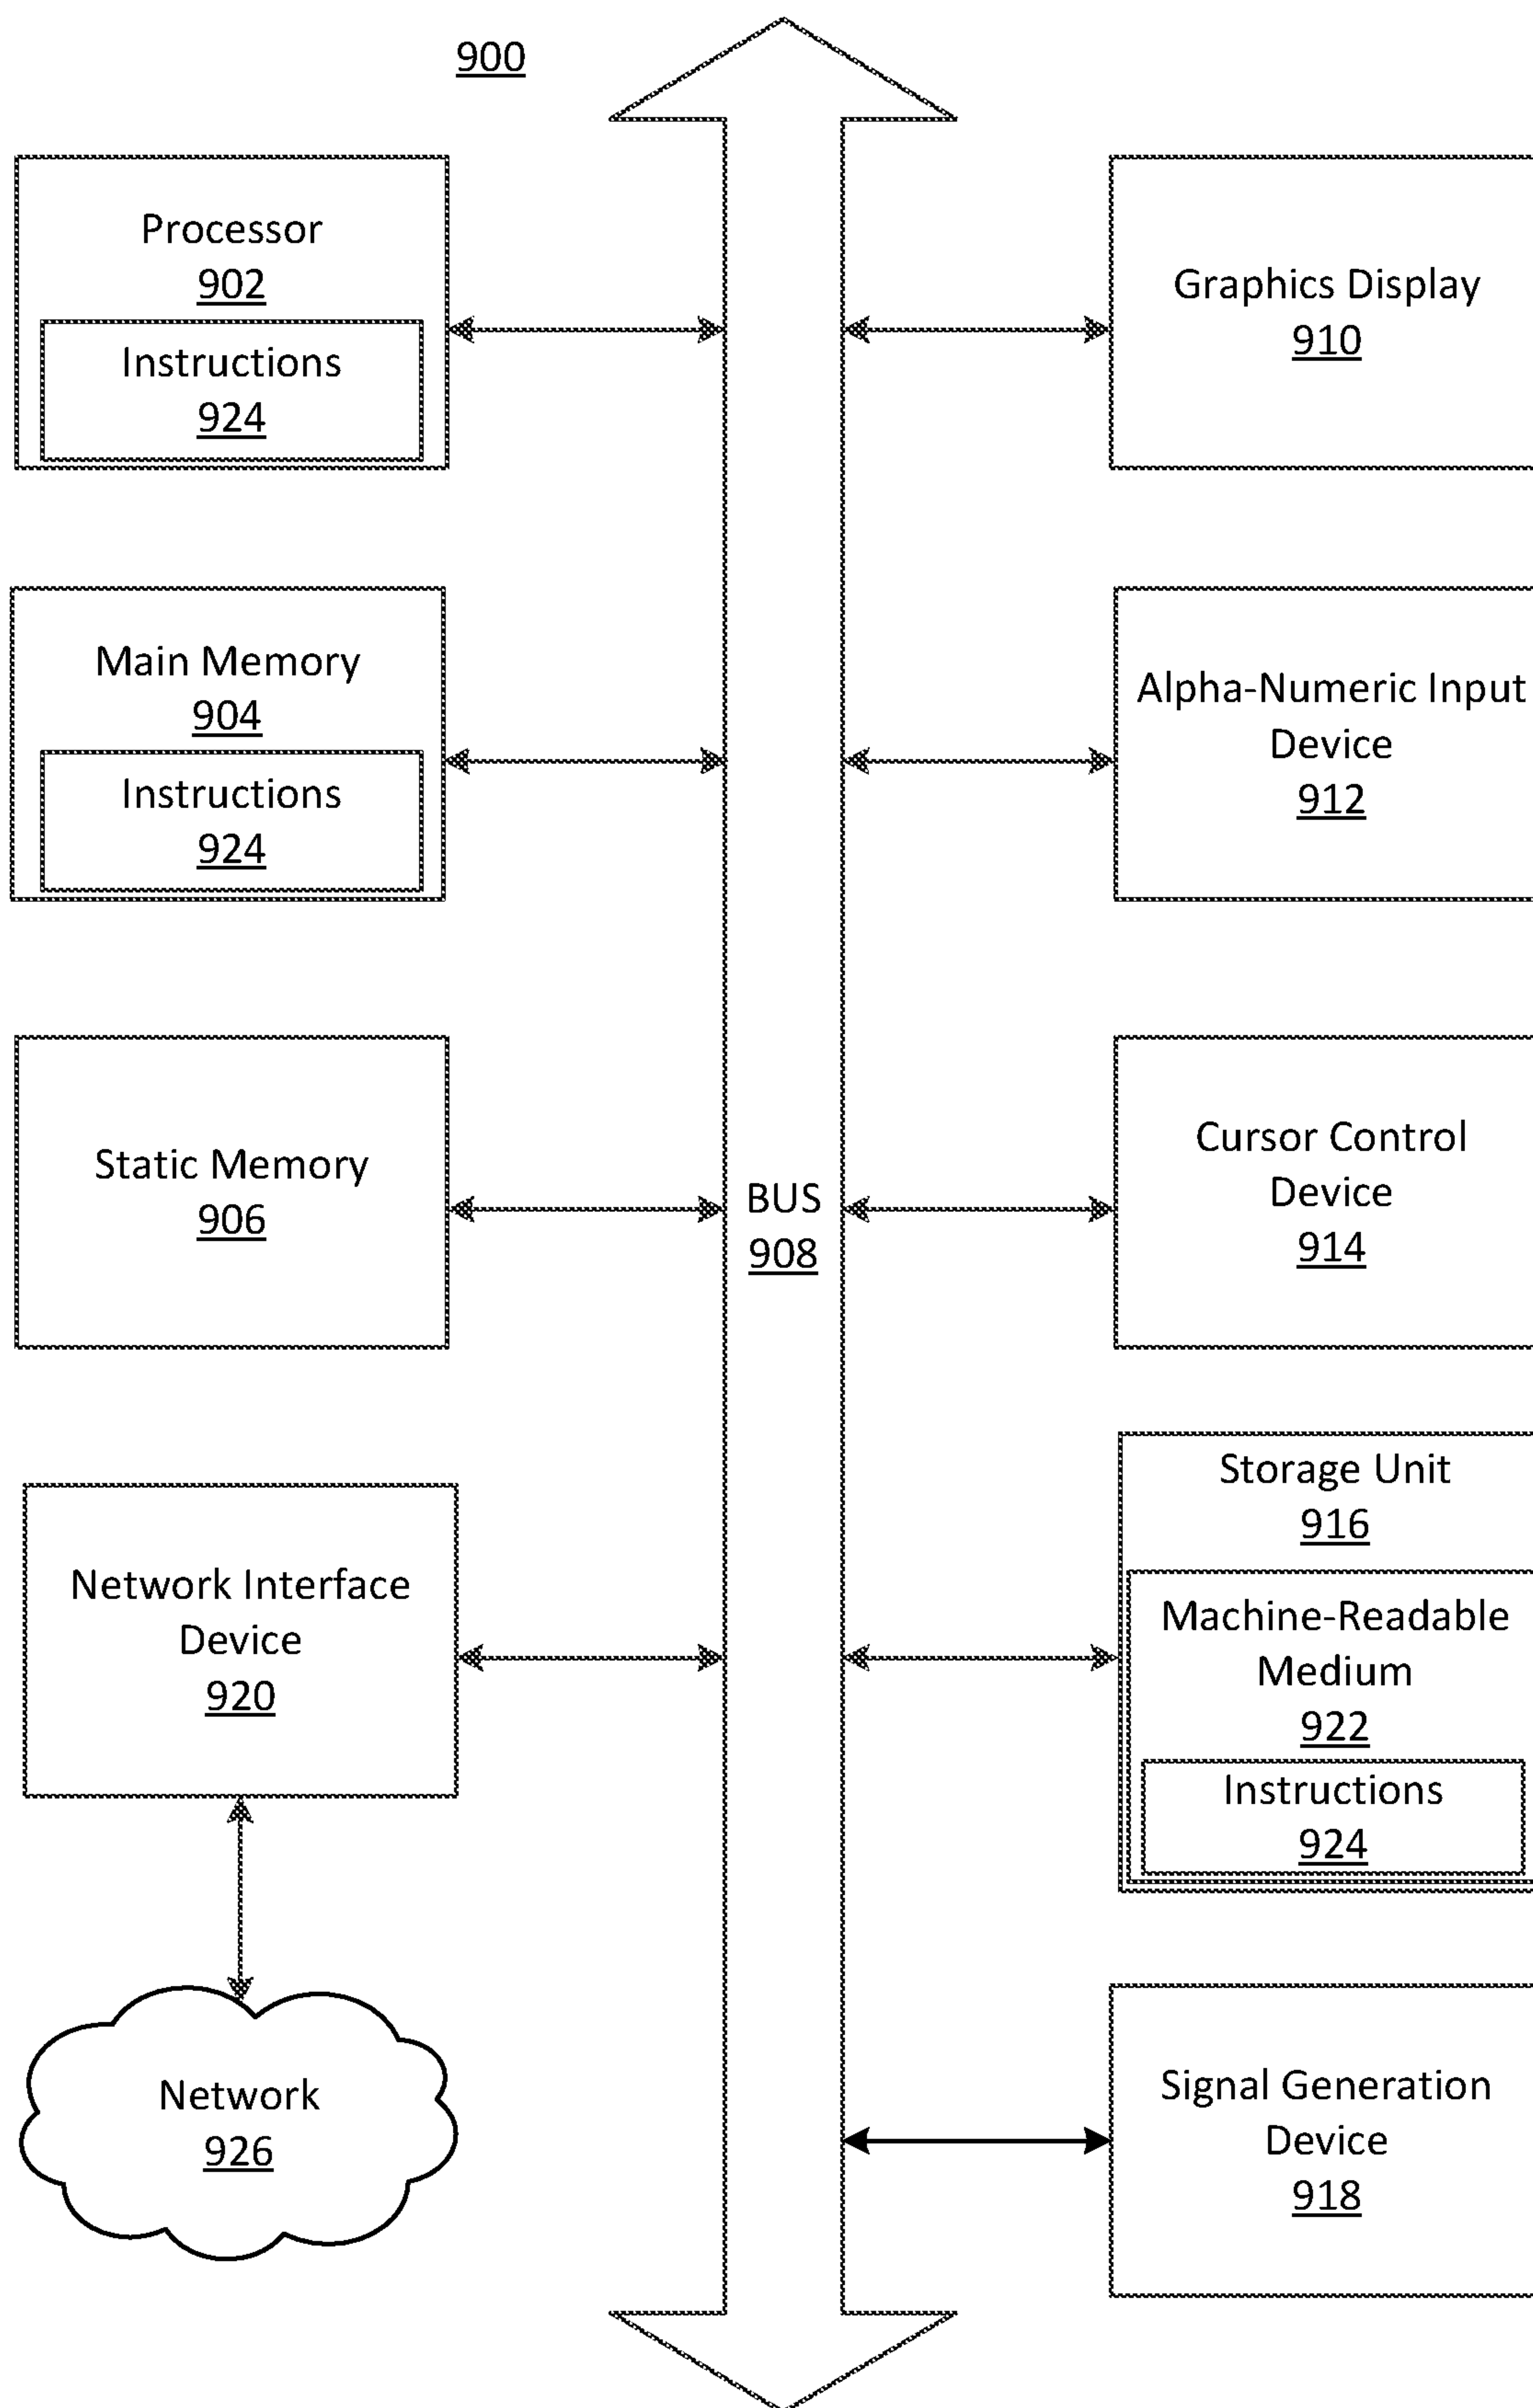 900
Processor
902
Instructions
924
Main Memory
904
Instructions
924
Static Memory
906
Network Interface
Device
920
Network
926
BUS
908
Graphics Display
910
Alpha-Numeric Input
Device
912
Cursor Control
Device
914
Storage Unit
916
Machine-Readable
Medium
922
Instructions
924
Signal Generation
Device
918